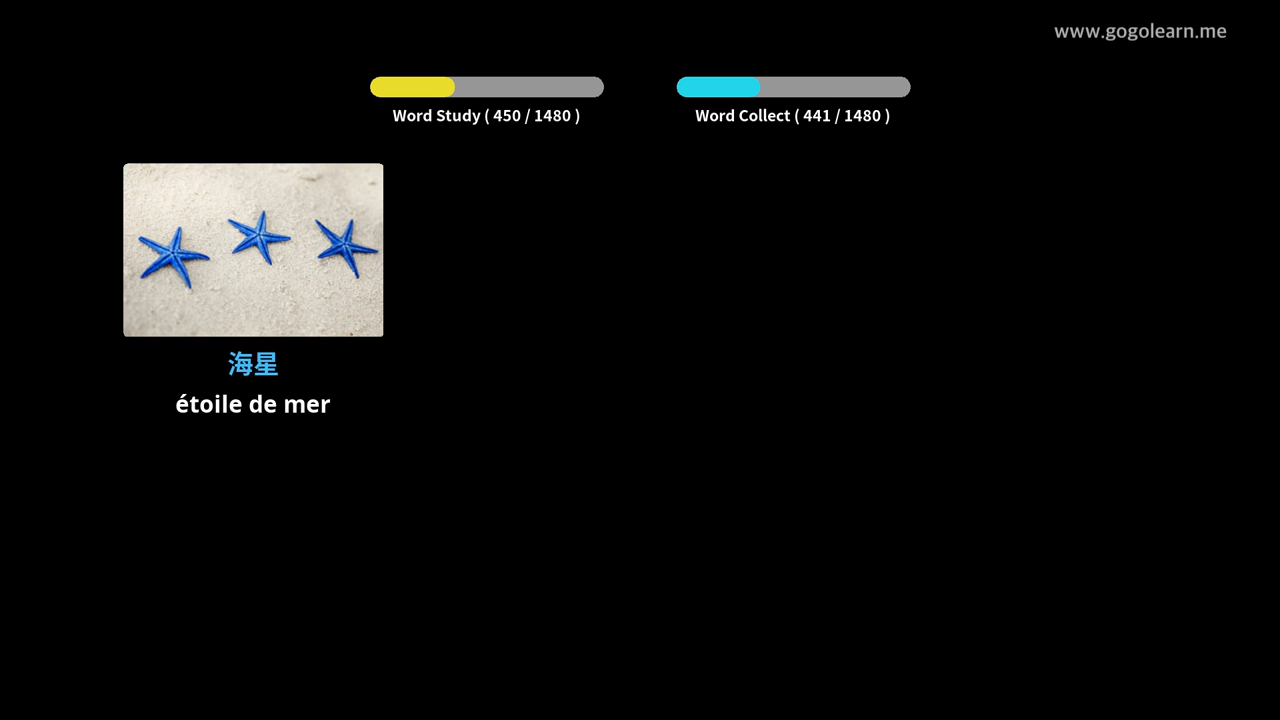 www.gogolearn.me
Word Study ( 450 / 1480 )
Word Collect ( 441 / 1480 )
海星
étoile de mer